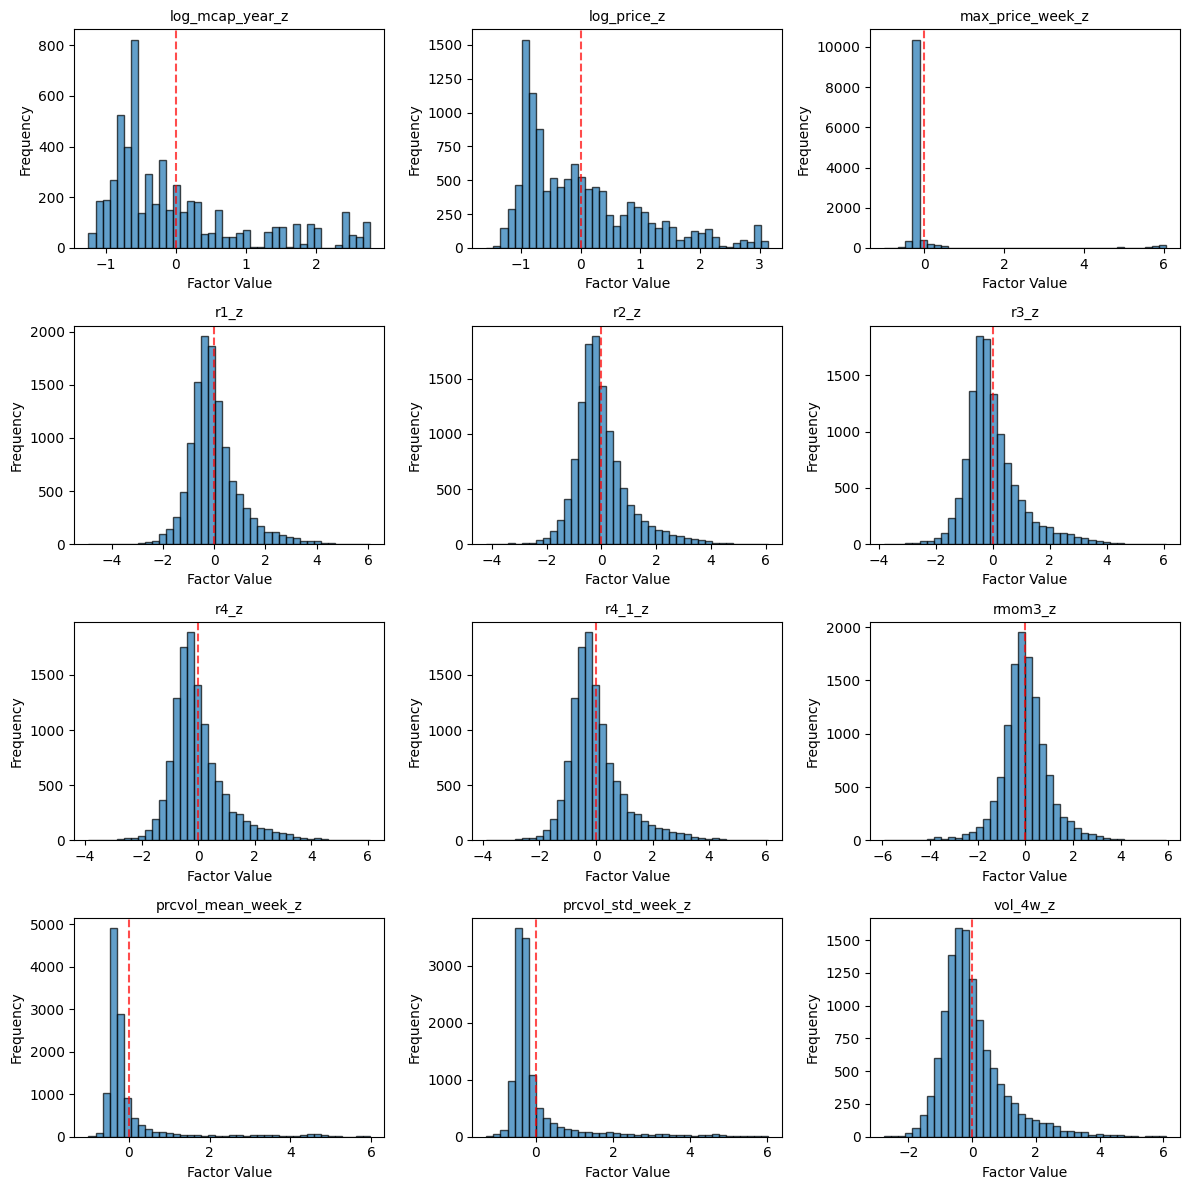 log_mcap_year_z
800
600
400
200
0
Frequency
−1 0 1 2
Factor Value
log_price_z
1500
1250
1000
750
500
250
0
Frequency
−1 0 1 2 3
Factor Value
max_price_week_z
10000
8000
6000
4000
2000
0
Frequency
0 2 4 6
Factor Value
r1_z
2000
1500
1000
500
0
Frequency
−4 −2 0 2 4 6
Factor Value
r2_z
1500
1000
500
0
Frequency
−4 −2 0 2 4 6
Factor Value
r3_z
1500
1000
500
0
Frequency
−4 −2 0 2 4 6
Factor Value
r4_z
1500
1000
500
0
Frequency
−4 −2 0 2 4 6
Factor Value
r4_1_z
1500
1000
500
0
Frequency
−4 −2 0 2 4 6
Factor Value
rmom3_z
2000
1500
1000
500
0
Frequency
−6 −4 −2 0 2 4 6
Factor Value
prcvol_mean_week_z
5000
4000
3000
2000
1000
0
Frequency
0 2 4 6
Factor Value
prcvol_std_week_z
3000
2000
1000
0
Frequency
0 2 4 6
Factor Value
vol_4w_z
1500
1250
1000
750
500
250
0
Frequency
−2 0 2 4 6
Factor Value